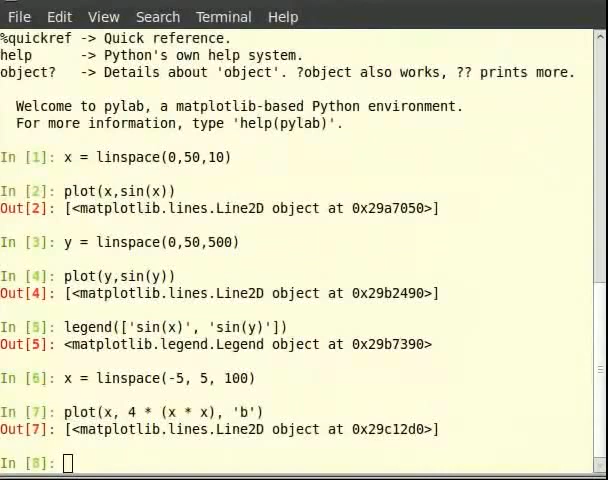 File Edit View Search Terminal Help
%quickref -> Quick reference.
help -> Python's own help system.
object? -> Details about 'object'. ?object also works, ?? prints more.
Welcome to pylab, a matplotlib-based Python environment.
For more information, type 'help(pylab)'.
In [1]: x = linspace(0,50,10)
In [2]: plot(x,sin(x))
Out[2]: [<matplotlib.lines.Line2D object at 0x29a7050>]
In [3]: y = linspace(0,50,500)
In [4]: plot(y,sin(y))
Out[4]: [<matplotlib.lines.Line2D object at 0x29b2490>]
In [5]: legend(['sin(x)', 'sin(y)'])
Out[5]: <matplotlib.legend.Legend object at 0x29b7390>
In [6]: x = linspace(-5, 5, 100)
In [7]: plot(x, 4 * (x * x), 'b')
Out[7]: [<matplotlib.lines.Line2D object at 0x29c12d0>]
In [8]: